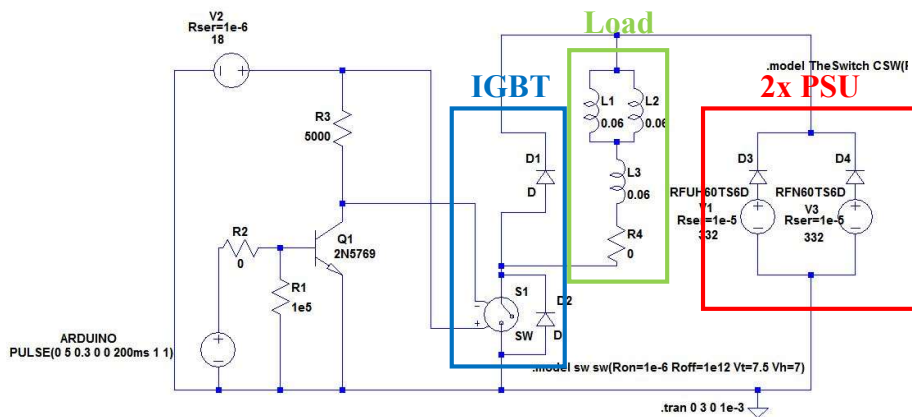 V2
Rser=1e-6
18
Load
.model TheSwitch CSW(
IGBT
2x PSU
R3
5000
L1
0.06
L2
0.06
D1
D
D3
D4
L3
0.06
RFUH60TS6D
RFN60TS6D
V1
Rser=1e-5
332
V3
Rser=1e-5
332
R2
0
Q1
2N5769
R4
0
R1
1e5
S1
SW
D2
D
ARDUINO
PULSE(0 5 0.3 0 0 200ms 1 1)
.model sw sw(Ron=1e-6 Roff=1e12 Vt=7.5 Vh=7)
.tran 0 3 0 1e-3